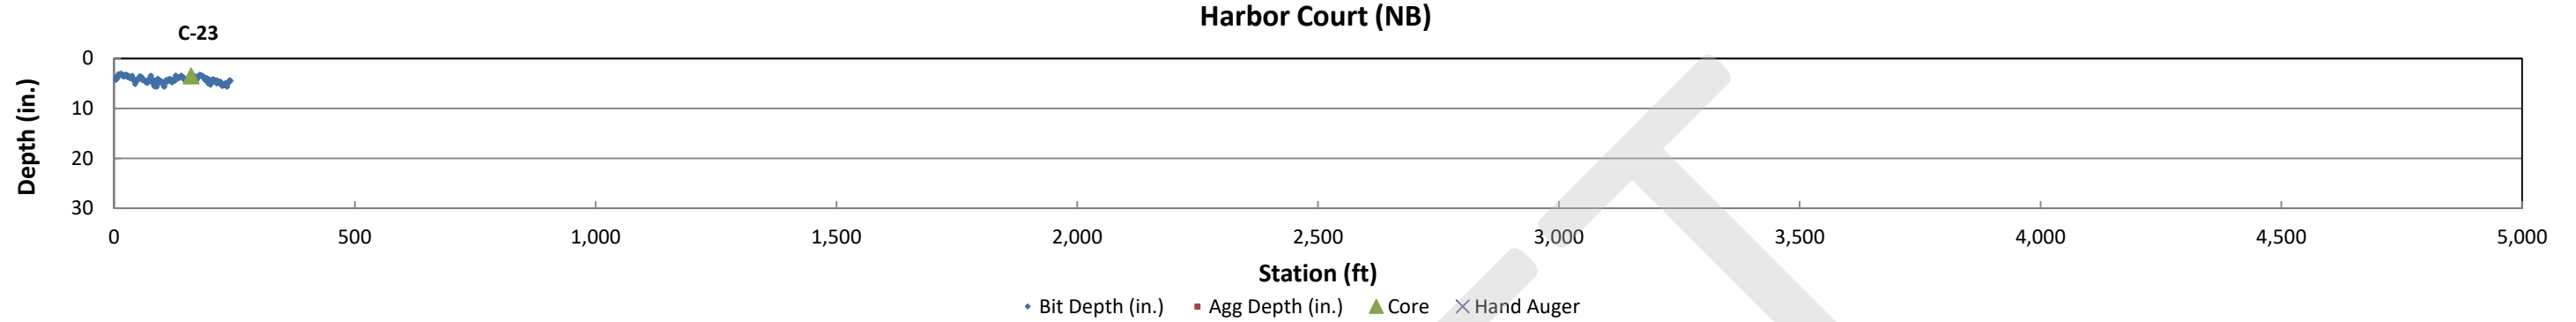 Harbor Court (NB)
C-23
0
10
20
30
Depth (in.)
0 500 1,000 1,500 2,000 2,500 3,000 3,500 4,000 4,500 5,000
Station (ft)
Bit Depth (in.) Agg Depth (in.) Core Hand Auger